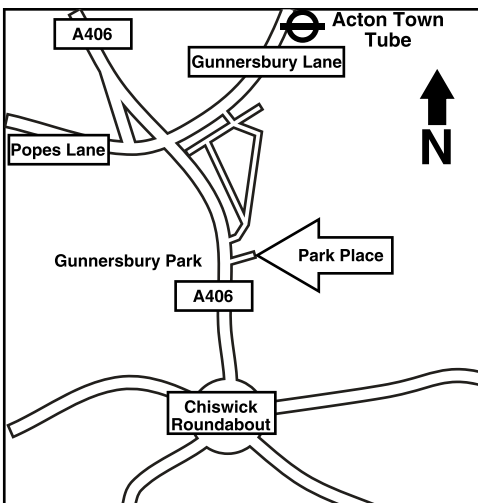 A406
Acton Town
Tube
Gunnersbury Lane
Popes Lane
N
Gunnersbury Park
Park Place
A406
Chiswick
Roundabout